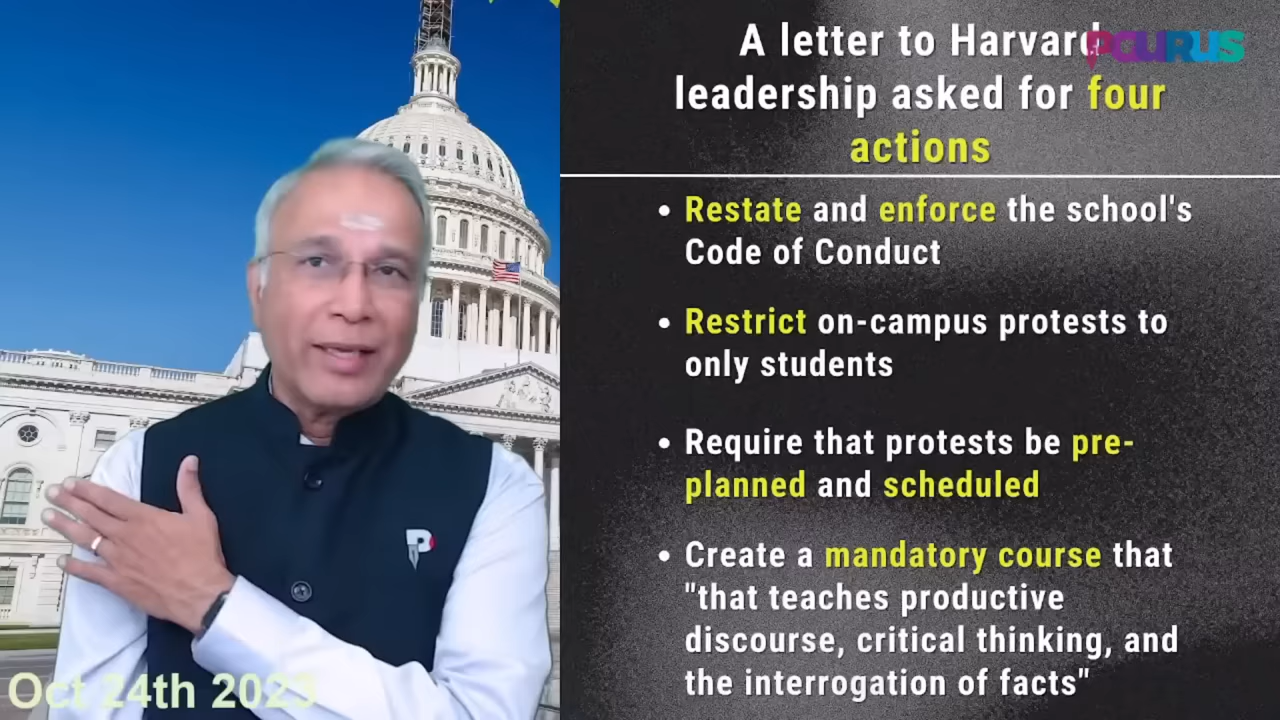 A letter to Harvard
PGURUS
leadership asked for four
actions
• Restate and enforce the school's
Code of Conduct
• Restrict on-campus protests to
only students
• Require that protests be pre-
planned and scheduled
• Create a mandatory course that
"that teaches productive
discourse, critical thinking, and
the interrogation of facts"
P
Oct 24th 2023